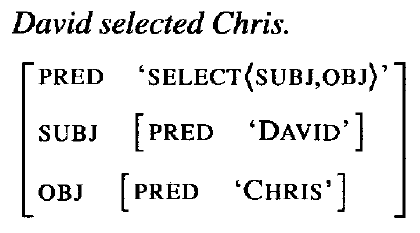 David selected Chris.
PRED ‘SELECT⟨SUBJ,OBJ⟩’
SUBJ [PRED ‘DAVID’]
OBJ [PRED ‘CHRIS’]